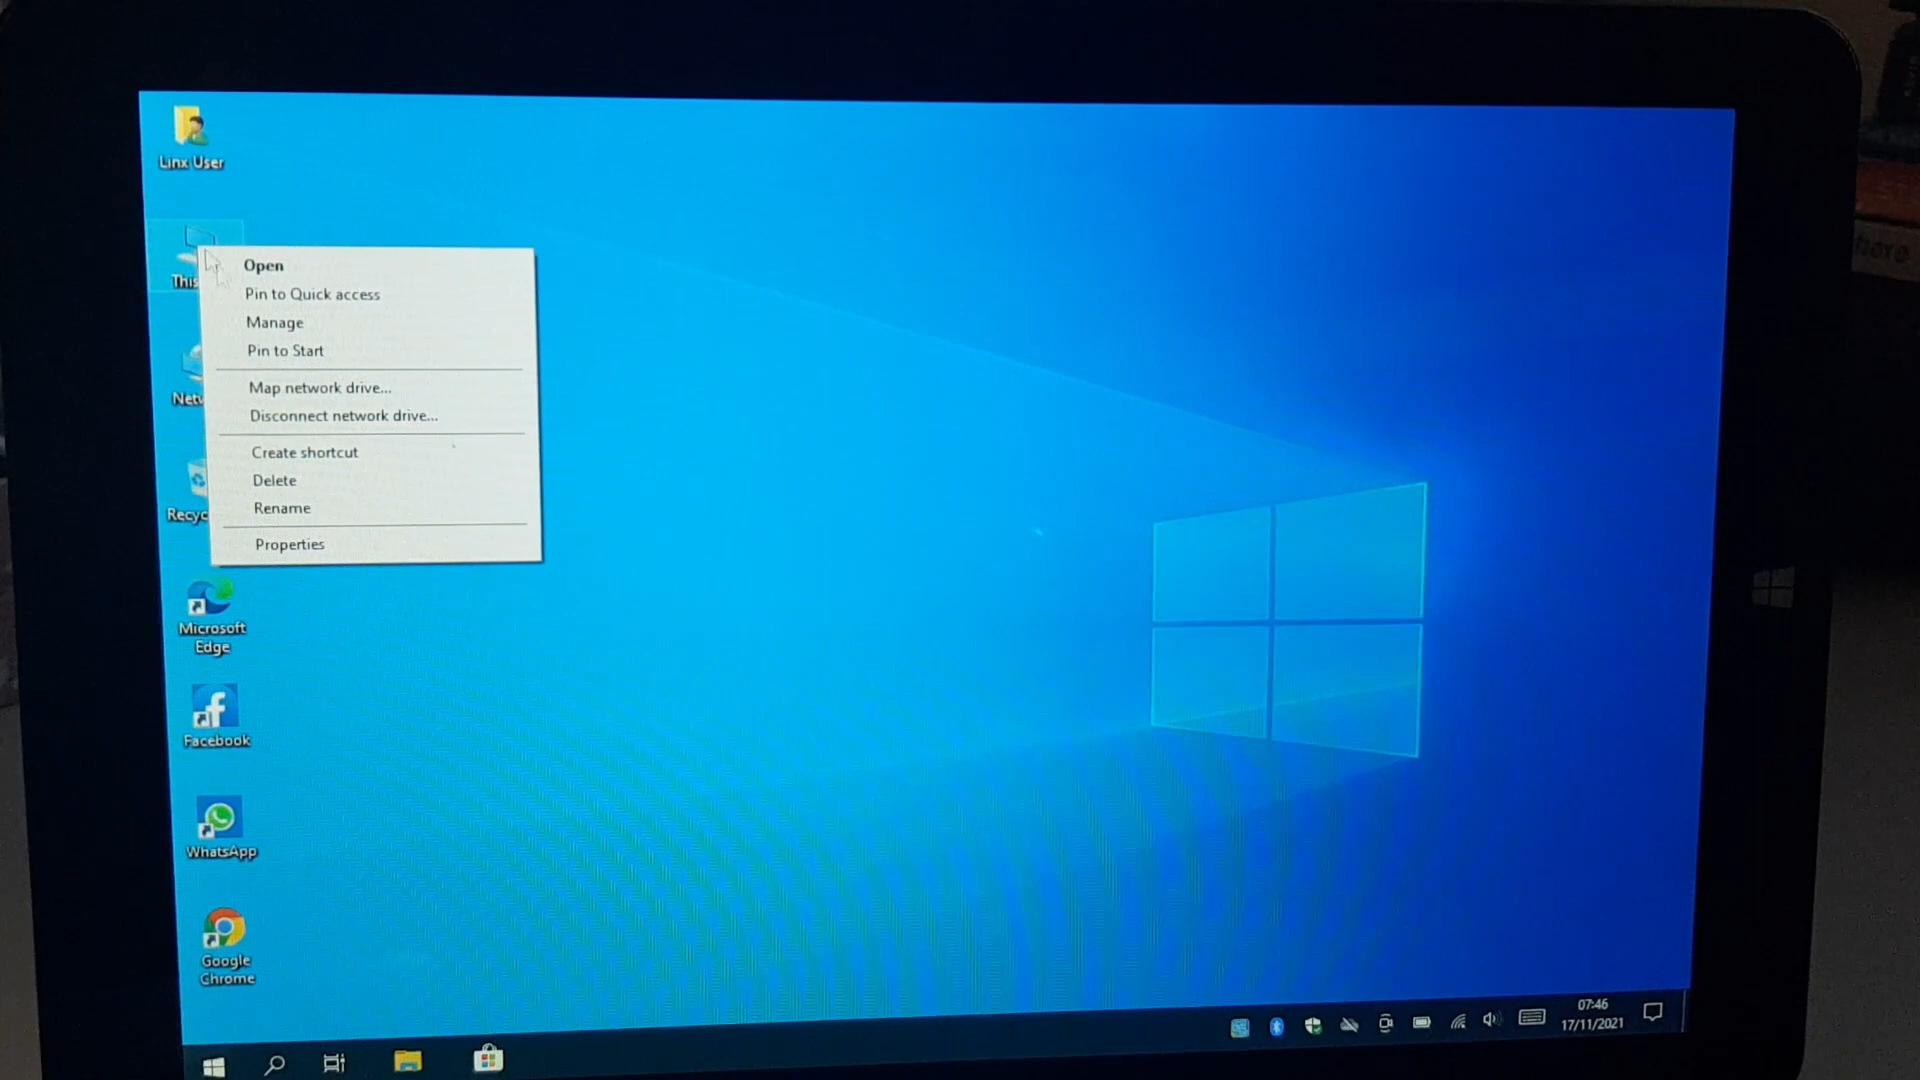 Linx User
This
Open
Pin to Quick access
Manage
Pin to Start
Map network drive...
Disconnect network drive...
Create shortcut
Delete
Rename
Properties
Netw
Recyc
Microsoft
Edge
Facebook
WhatsApp
Google
Chrome
07:46
17/11/2021